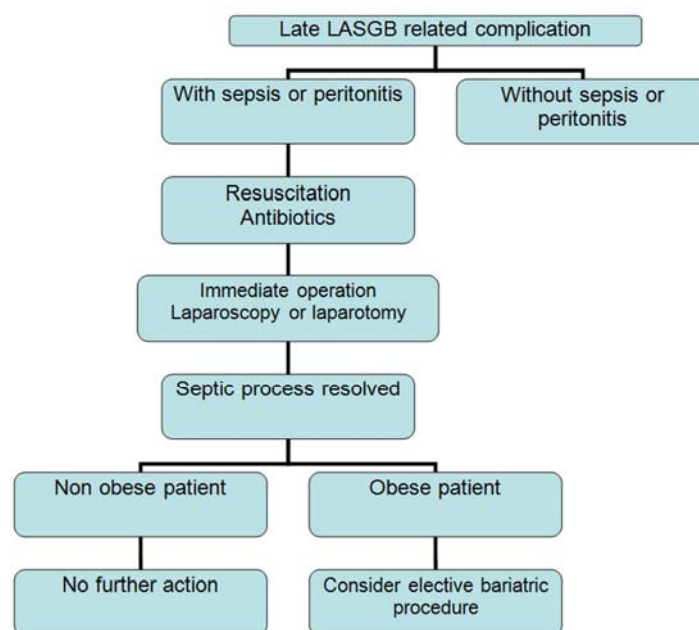 Late LASGB related complication
With sepsis or peritonitis
Without sepsis or
peritonitis
Resuscitation
Antibiotics
Immediate operation
Laparoscopy or laparotomy
Septic process resolved
Non obese patient
Obese patient
No further action
Consider elective bariatric
procedure